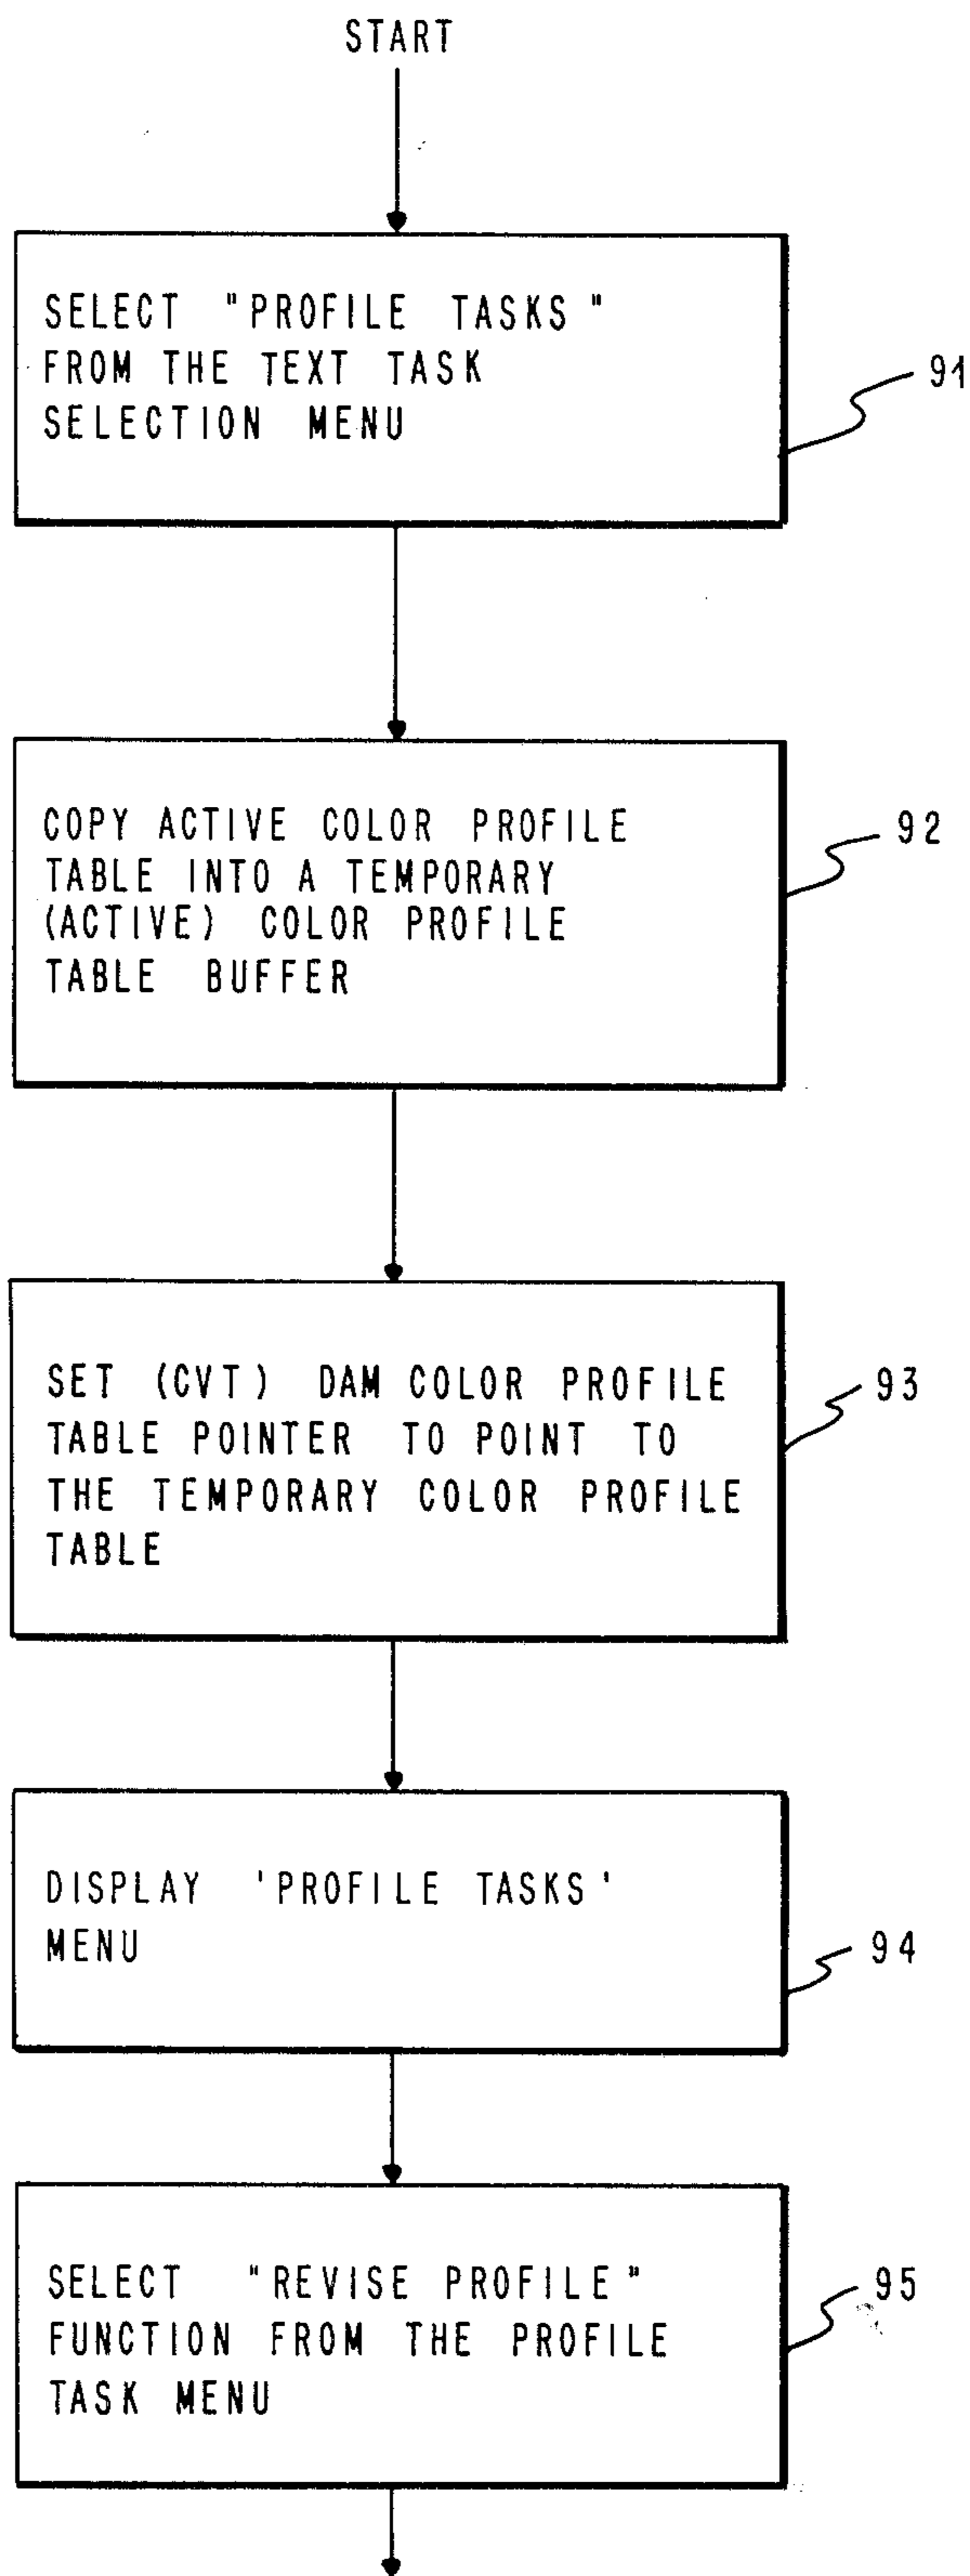 START
SELECT "PROFILE TASKS"
FROM THE TEXT TASK
SELECTION MENU
91
COPY ACTIVE COLOR PROFILE
TABLE INTO A TEMPORARY
(ACTIVE) COLOR PROFILE
TABLE BUFFER
92
SET (CVT) DAM COLOR PROFILE
TABLE POINTER TO POINT TO
THE TEMPORARY COLOR PROFILE
TABLE
93
DISPLAY 'PROFILE TASKS'
MENU
94
SELECT "REVISE PROFILE"
FUNCTION FROM THE PROFILE
TASK MENU
95